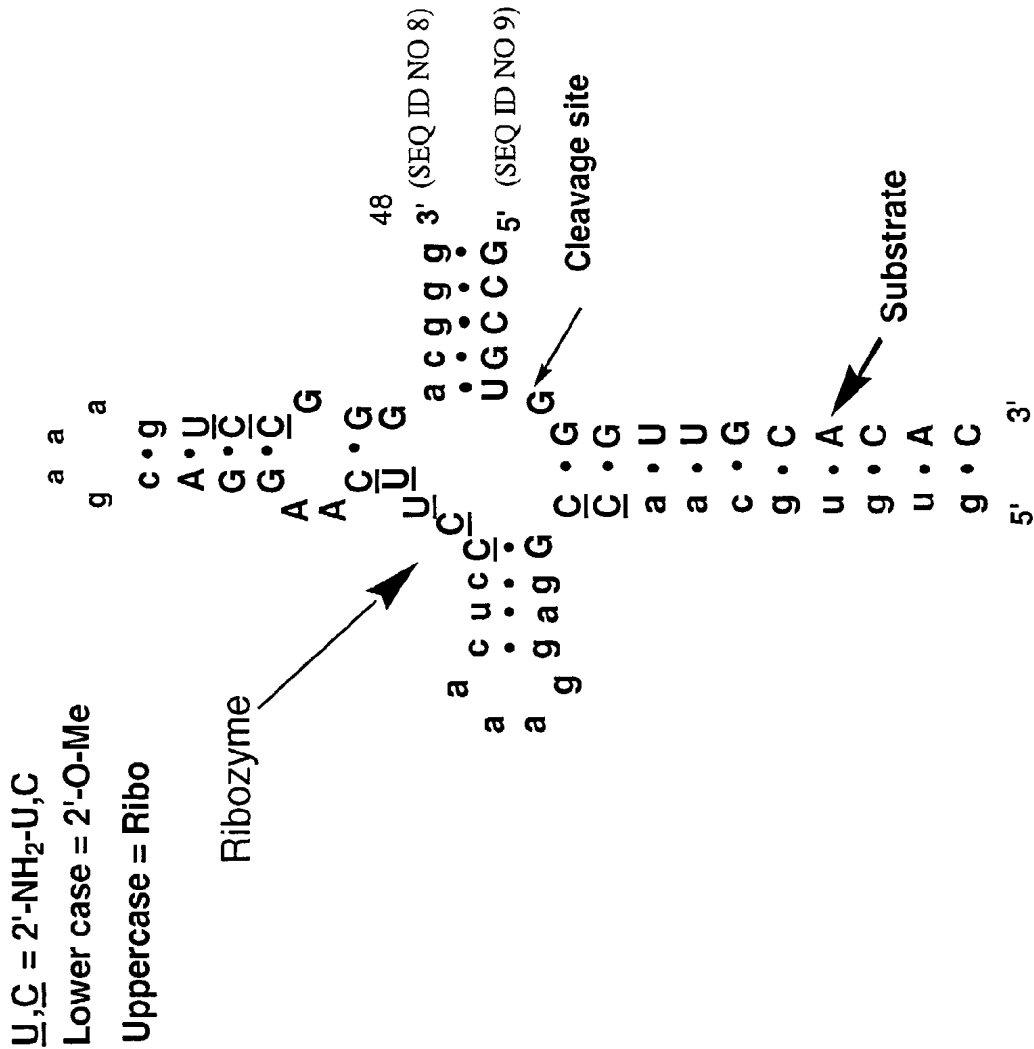 U,C = 2'-NH2-U,C
Lower case = 2'-O-Me
Uppercase = Ribo
Ribozyme
a a
g a
c • g
A • U
G • C
G • C
A G
A
C • G
U G
U
C
48
a c g g g 3' (SEQ ID NO 8)
• • • • •
U G C C G 5' (SEQ ID NO 9)
a c u c C
• • • •
a
a g g a g G
G
Cleavage site
C • G
C • G
a • U
a • U
c • G
g • C
u • A
g • C
u • A
g • C
5' 3'
Substrate